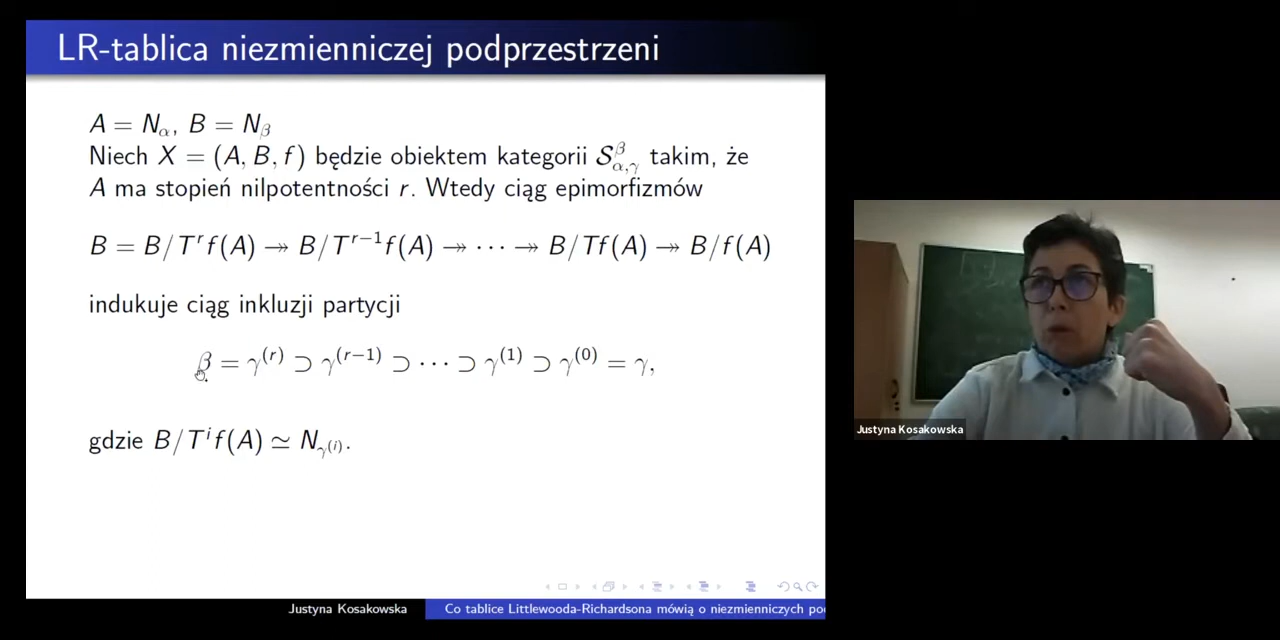 LR-tablica niezmienniczej podprzestrzeni
A = N_α, B = N_β
Niech X = (A, B, f) będzie obiektem kategorii 𝒮^β_{α,γ} takim, że
A ma stopień nilpotentności r. Wtedy ciąg epimorfizmów
B = B/T^r f(A) ↠ B/T^{r−1} f(A) ↠ ⋯ ↠ B/Tf(A) ↠ B/f(A)
indukuje ciąg inkluzji partycji
β = γ^{(r)} ⊃ γ^{(r−1)} ⊃ ⋯ ⊃ γ^{(1)} ⊃ γ^{(0)} = γ,
gdzie B/T^i f(A) ≃ N_{γ^{(i)}}.
Justyna Kosakowska
Justyna Kosakowska Co tablice Littlewooda-Richardsona mówią o niezmienniczych po